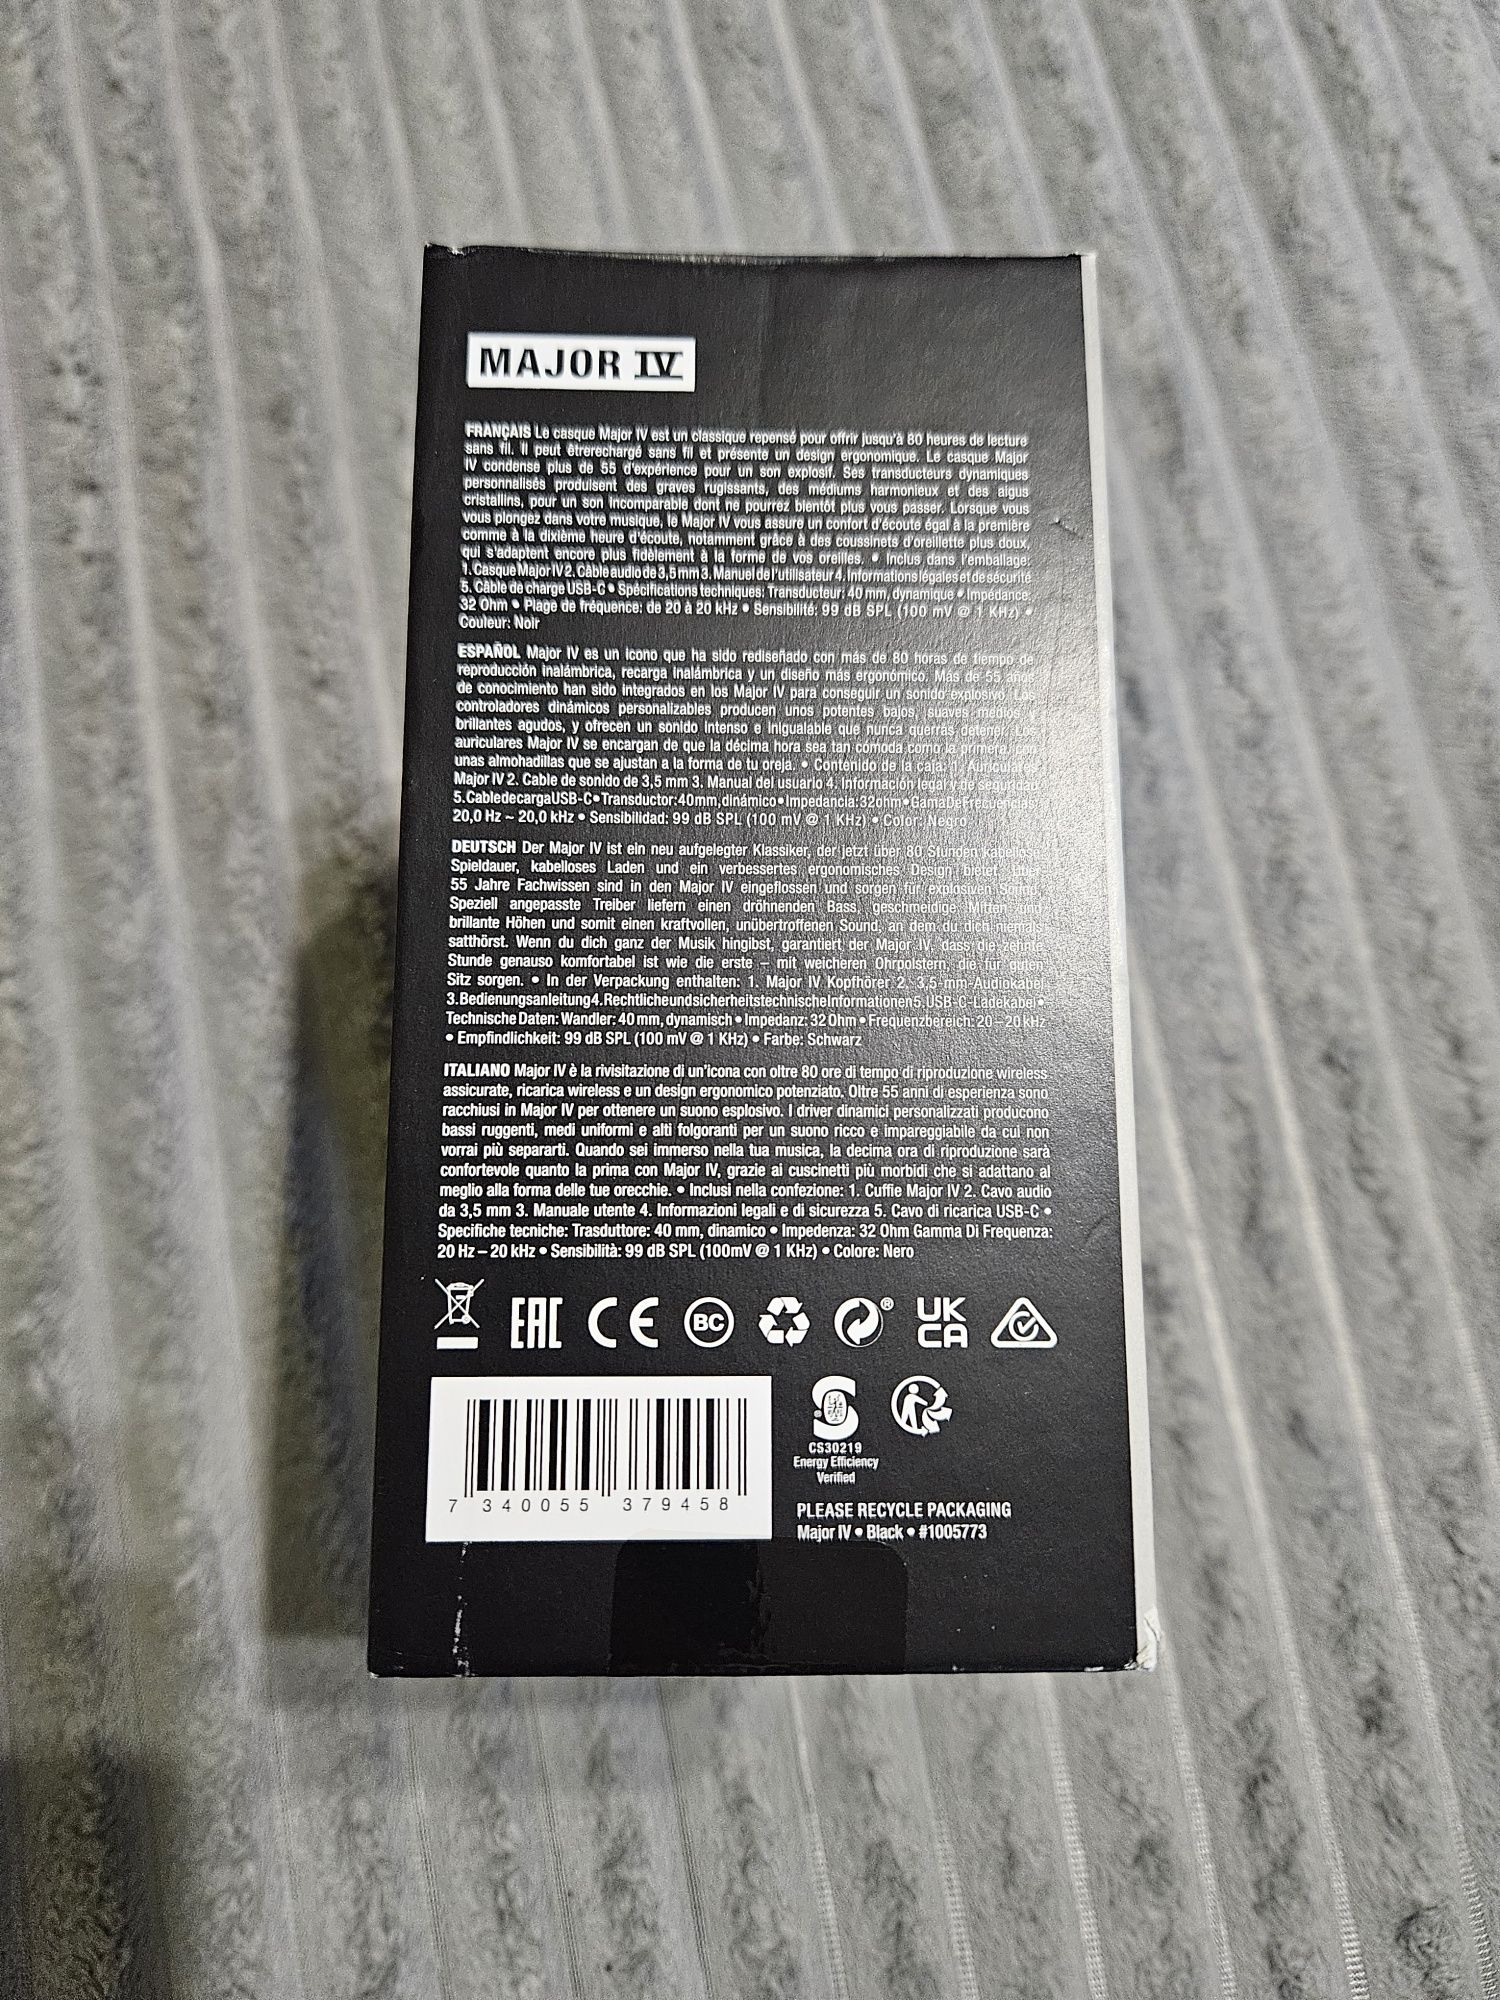 MAJOR IV
FRANÇAIS Le casque Major IV est un classique repensé pour offrir jusqu'à 80 heures de lecture
sans fil. Il peut êtrerechargé sans fil et présente un design ergonomique. Le casque Major
IV condense plus de 55 d'expérience pour un son explosif. Ses transducteurs dynamiques
personnalisés produisent des graves rugissants, des médiums harmonieux et des aigus
cristallins, pour un son incomparable dont ne pourrez bientôt plus vous passer. Lorsque vous
vous plongez dans votre musique, le Major IV vous assure un confort d'écoute égal à la première
comme à la dixième heure d'écoute, notamment grâce à des coussinets d'oreillette plus doux,
qui s'adaptent encore plus fidèlement à la forme de vos oreilles. • Inclus dans l'emballage:
1. Casque Major IV 2. Câble audio de 3,5 mm 3. Manuel de l'utilisateur 4. Informations légales et de sécurité
5. Câble de charge USB-C • Spécifications techniques: Transducteur: 40 mm, dynamique • Impédance:
32 Ohm • Plage de fréquence: de 20 à 20 kHz • Sensibilité: 99 dB SPL (100 mV @ 1 KHz) •
Couleur: Noir
ESPAÑOL Major IV es un icono que ha sido rediseñado con más de 80 horas de tiempo de
reproducción inalámbrica, recarga inalámbrica y un diseño más ergonómico. Más de 55 años
de conocimiento han sido integrados en los Major IV para conseguir un sonido explosivo. Los
controladores dinámicos personalizables producen unos potentes bajos, suaves medios y
brillantes agudos, y ofrecen un sonido intenso e inigualable que nunca querrás detener. Los
auriculares Major IV se encargan de que la décima hora sea tan cómoda como la primera, con
unas almohadillas que se ajustan a la forma de tu oreja. • Contenido de la caja: 1. Auriculares
Major IV 2. Cable de sonido de 3,5 mm 3. Manual del usuario 4. Información legal y de seguridad
5. Cable de carga USB-C • Transductor: 40 mm, dinámico • Impedancia: 32 ohm • Gama De Frecuencias:
20,0 Hz ~ 20,0 kHz • Sensibilidad: 99 dB SPL (100 mV @ 1 KHz) • Color: Negro
DEUTSCH Der Major IV ist ein neu aufgelegter Klassiker, der jetzt über 80 Stunden kabellose
Spieldauer, kabelloses Laden und ein verbessertes ergonomisches Design bietet. Über
55 Jahre Fachwissen sind in den Major IV eingeflossen und sorgen für explosiven Sound.
Speziell angepasste Treiber liefern einen dröhnenden Bass, geschmeidige Mitten und
brillante Höhen und somit einen kraftvollen, unübertroffenen Sound, an dem du dich niemals
satthörst. Wenn du dich ganz der Musik hingibst, garantiert der Major IV, dass die zehnte
Stunde genauso komfortabel ist wie die erste – mit weicheren Ohrpolstern, die für guten
Sitz sorgen. • In der Verpackung enthalten: 1. Major IV Kopfhörer 2. 3,5-mm-Audiokabel
3. Bedienungsanleitung 4. Rechtliche und sicherheitstechnische Informationen 5. USB-C-Ladekabel •
Technische Daten: Wandler: 40 mm, dynamisch • Impedanz: 32 Ohm • Frequenzbereich: 20–20 kHz
• Empfindlichkeit: 99 dB SPL (100 mV @ 1 KHz) • Farbe: Schwarz
ITALIANO Major IV è la rivisitazione di un'icona con oltre 80 ore di tempo di riproduzione wireless
assicurate, ricarica wireless e un design ergonomico potenziato. Oltre 55 anni di esperienza sono
racchiusi in Major IV per ottenere un suono esplosivo. I driver dinamici personalizzati producono
bassi ruggenti, medi uniformi e alti folgoranti per un suono ricco e impareggiabile da cui non
vorrai più separarti. Quando sei immerso nella tua musica, la decima ora di riproduzione sarà
confortevole quanto la prima con Major IV, grazie ai cuscinetti più morbidi che si adattano al
meglio alla forma delle tue orecchie. • Inclusi nella confezione: 1. Cuffie Major IV 2. Cavo audio
da 3,5 mm 3. Manuale utente 4. Informazioni legali e di sicurezza 5. Cavo di ricarica USB-C •
Specifiche tecniche: Trasduttore: 40 mm, dinamico • Impedenza: 32 Ohm Gamma Di Frequenza:
20 Hz – 20 kHz • Sensibilità: 99 dB SPL (100mV @ 1 KHz) • Colore: Nero
EAC CE BC ® UK CA
CS30219
Energy Efficiency
Verified
7 340055 379458
PLEASE RECYCLE PACKAGING
Major IV • Black • #1005773